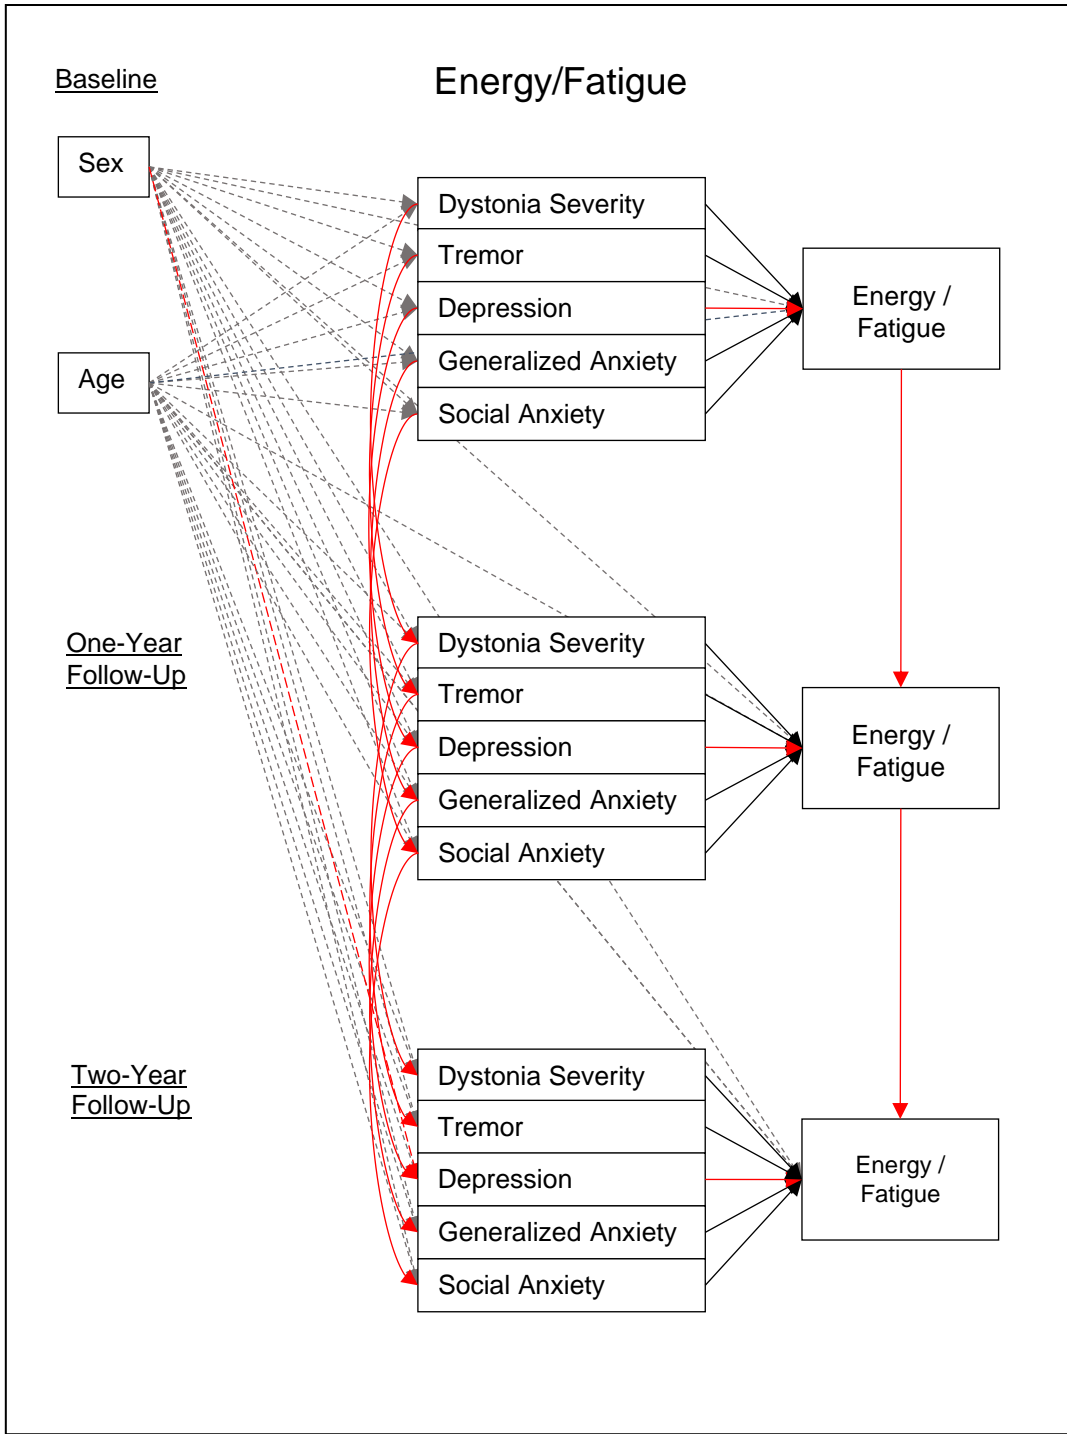 Baseline
Energy/Fatigue
Sex
Age
Dystonia Severity
Tremor
Depression
Generalized Anxiety
Social Anxiety
Energy /
Fatigue
One-Year
Follow-Up
Dystonia Severity
Tremor
Depression
Generalized Anxiety
Social Anxiety
Energy /
Fatigue
Two-Year
Follow-Up
Dystonia Severity
Tremor
Depression
Generalized Anxiety
Social Anxiety
Energy /
Fatigue